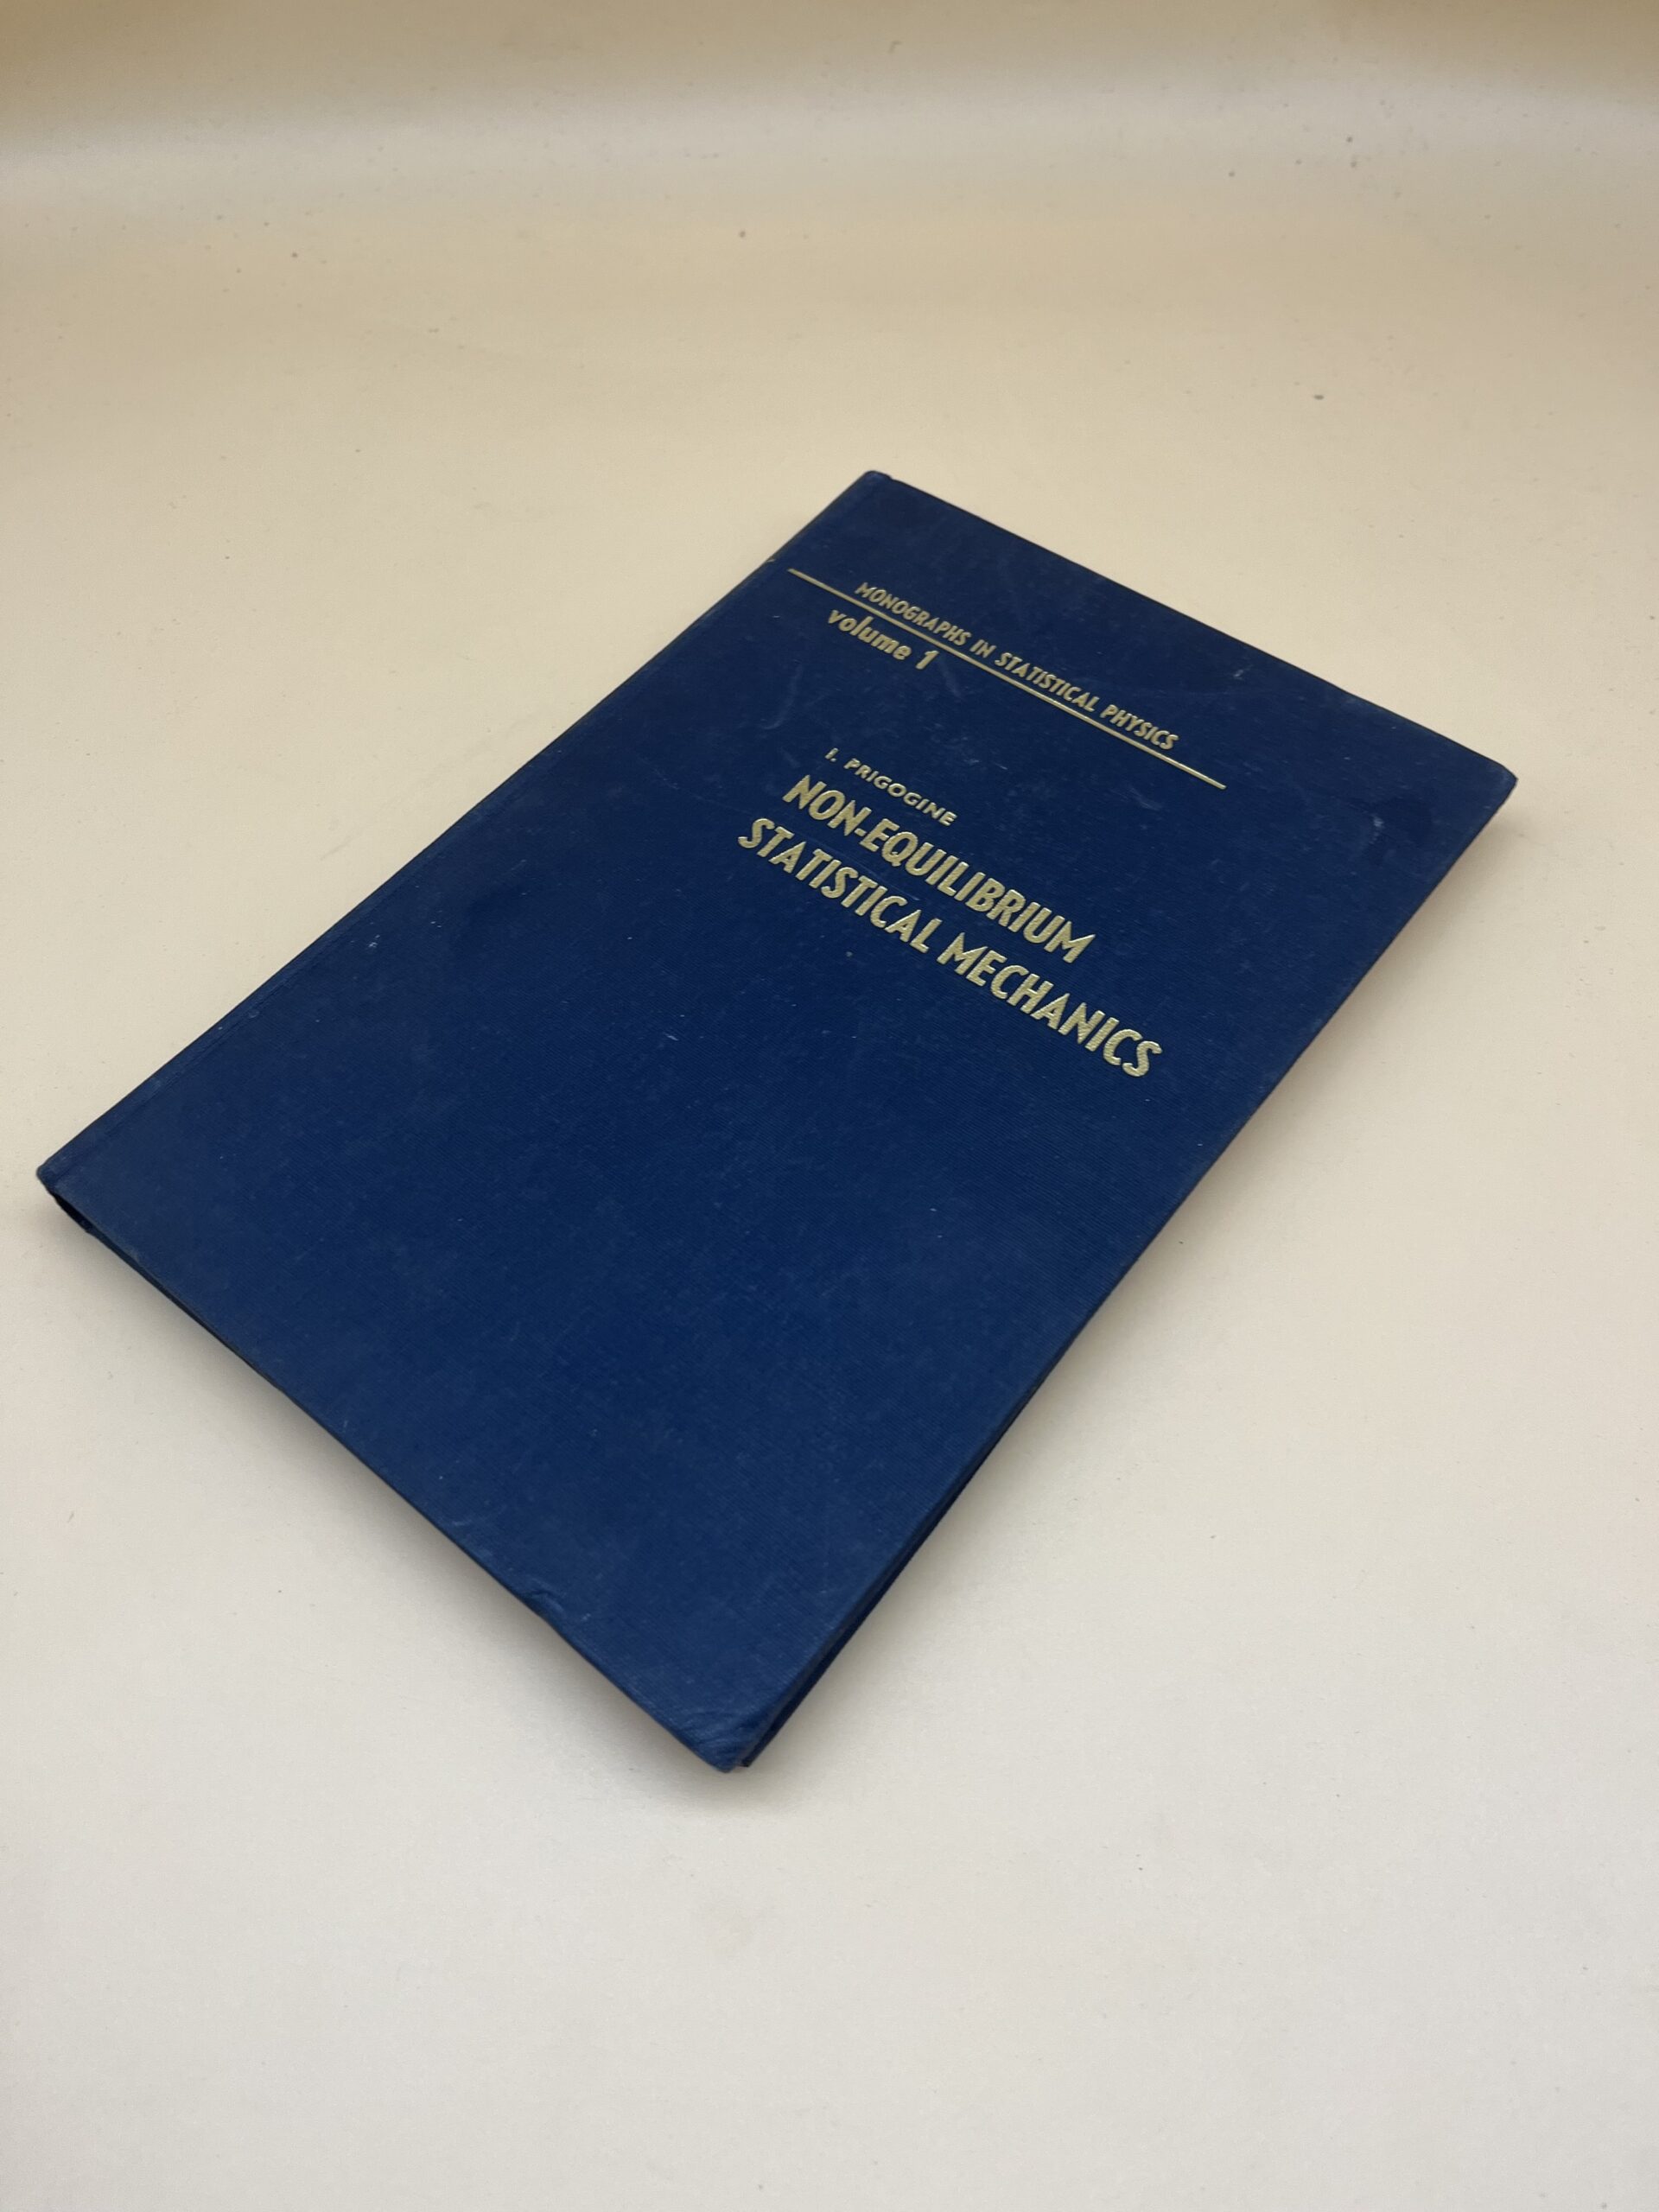 MONOGRAPHS IN STATISTICAL PHYSICS
volume 1
I. PRIGOGINE
NON-EQUILIBRIUM
STATISTICAL MECHANICS